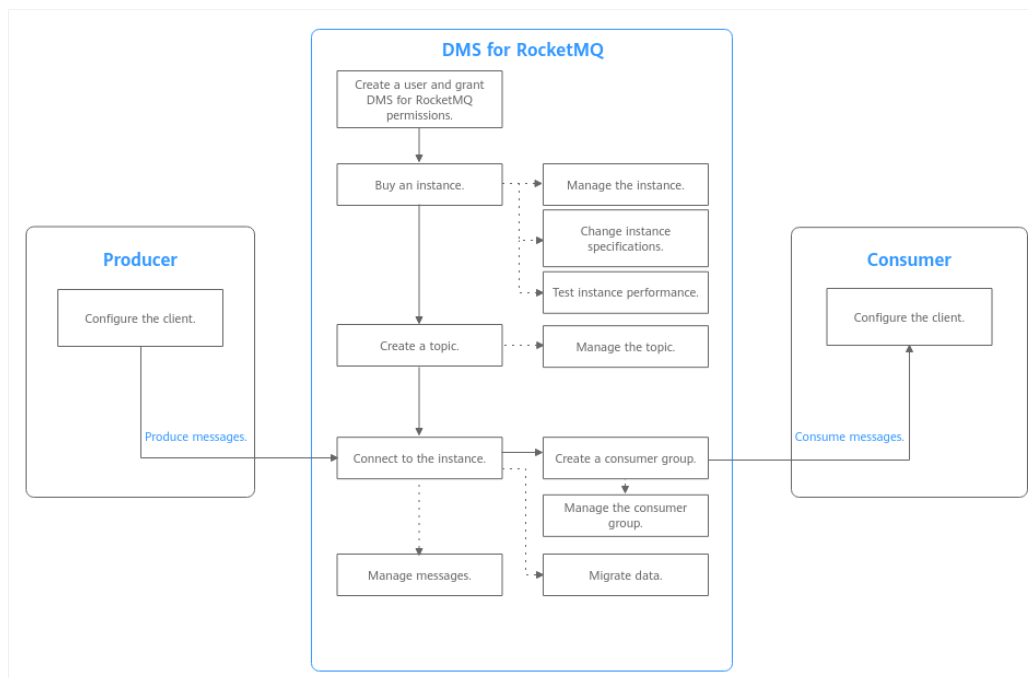 DMS for RocketMQ
Create a user and grant
DMS for RocketMQ
permissions.
Buy an instance.
Manage the instance.
Change instance
specifications.
Test instance performance.
Create a topic.
Manage the topic.
Producer
Configure the client.
Produce messages.
Connect to the instance.
Create a consumer group.
Manage the consumer
group.
Manage messages.
Migrate data.
Consumer
Configure the client.
Consume messages.